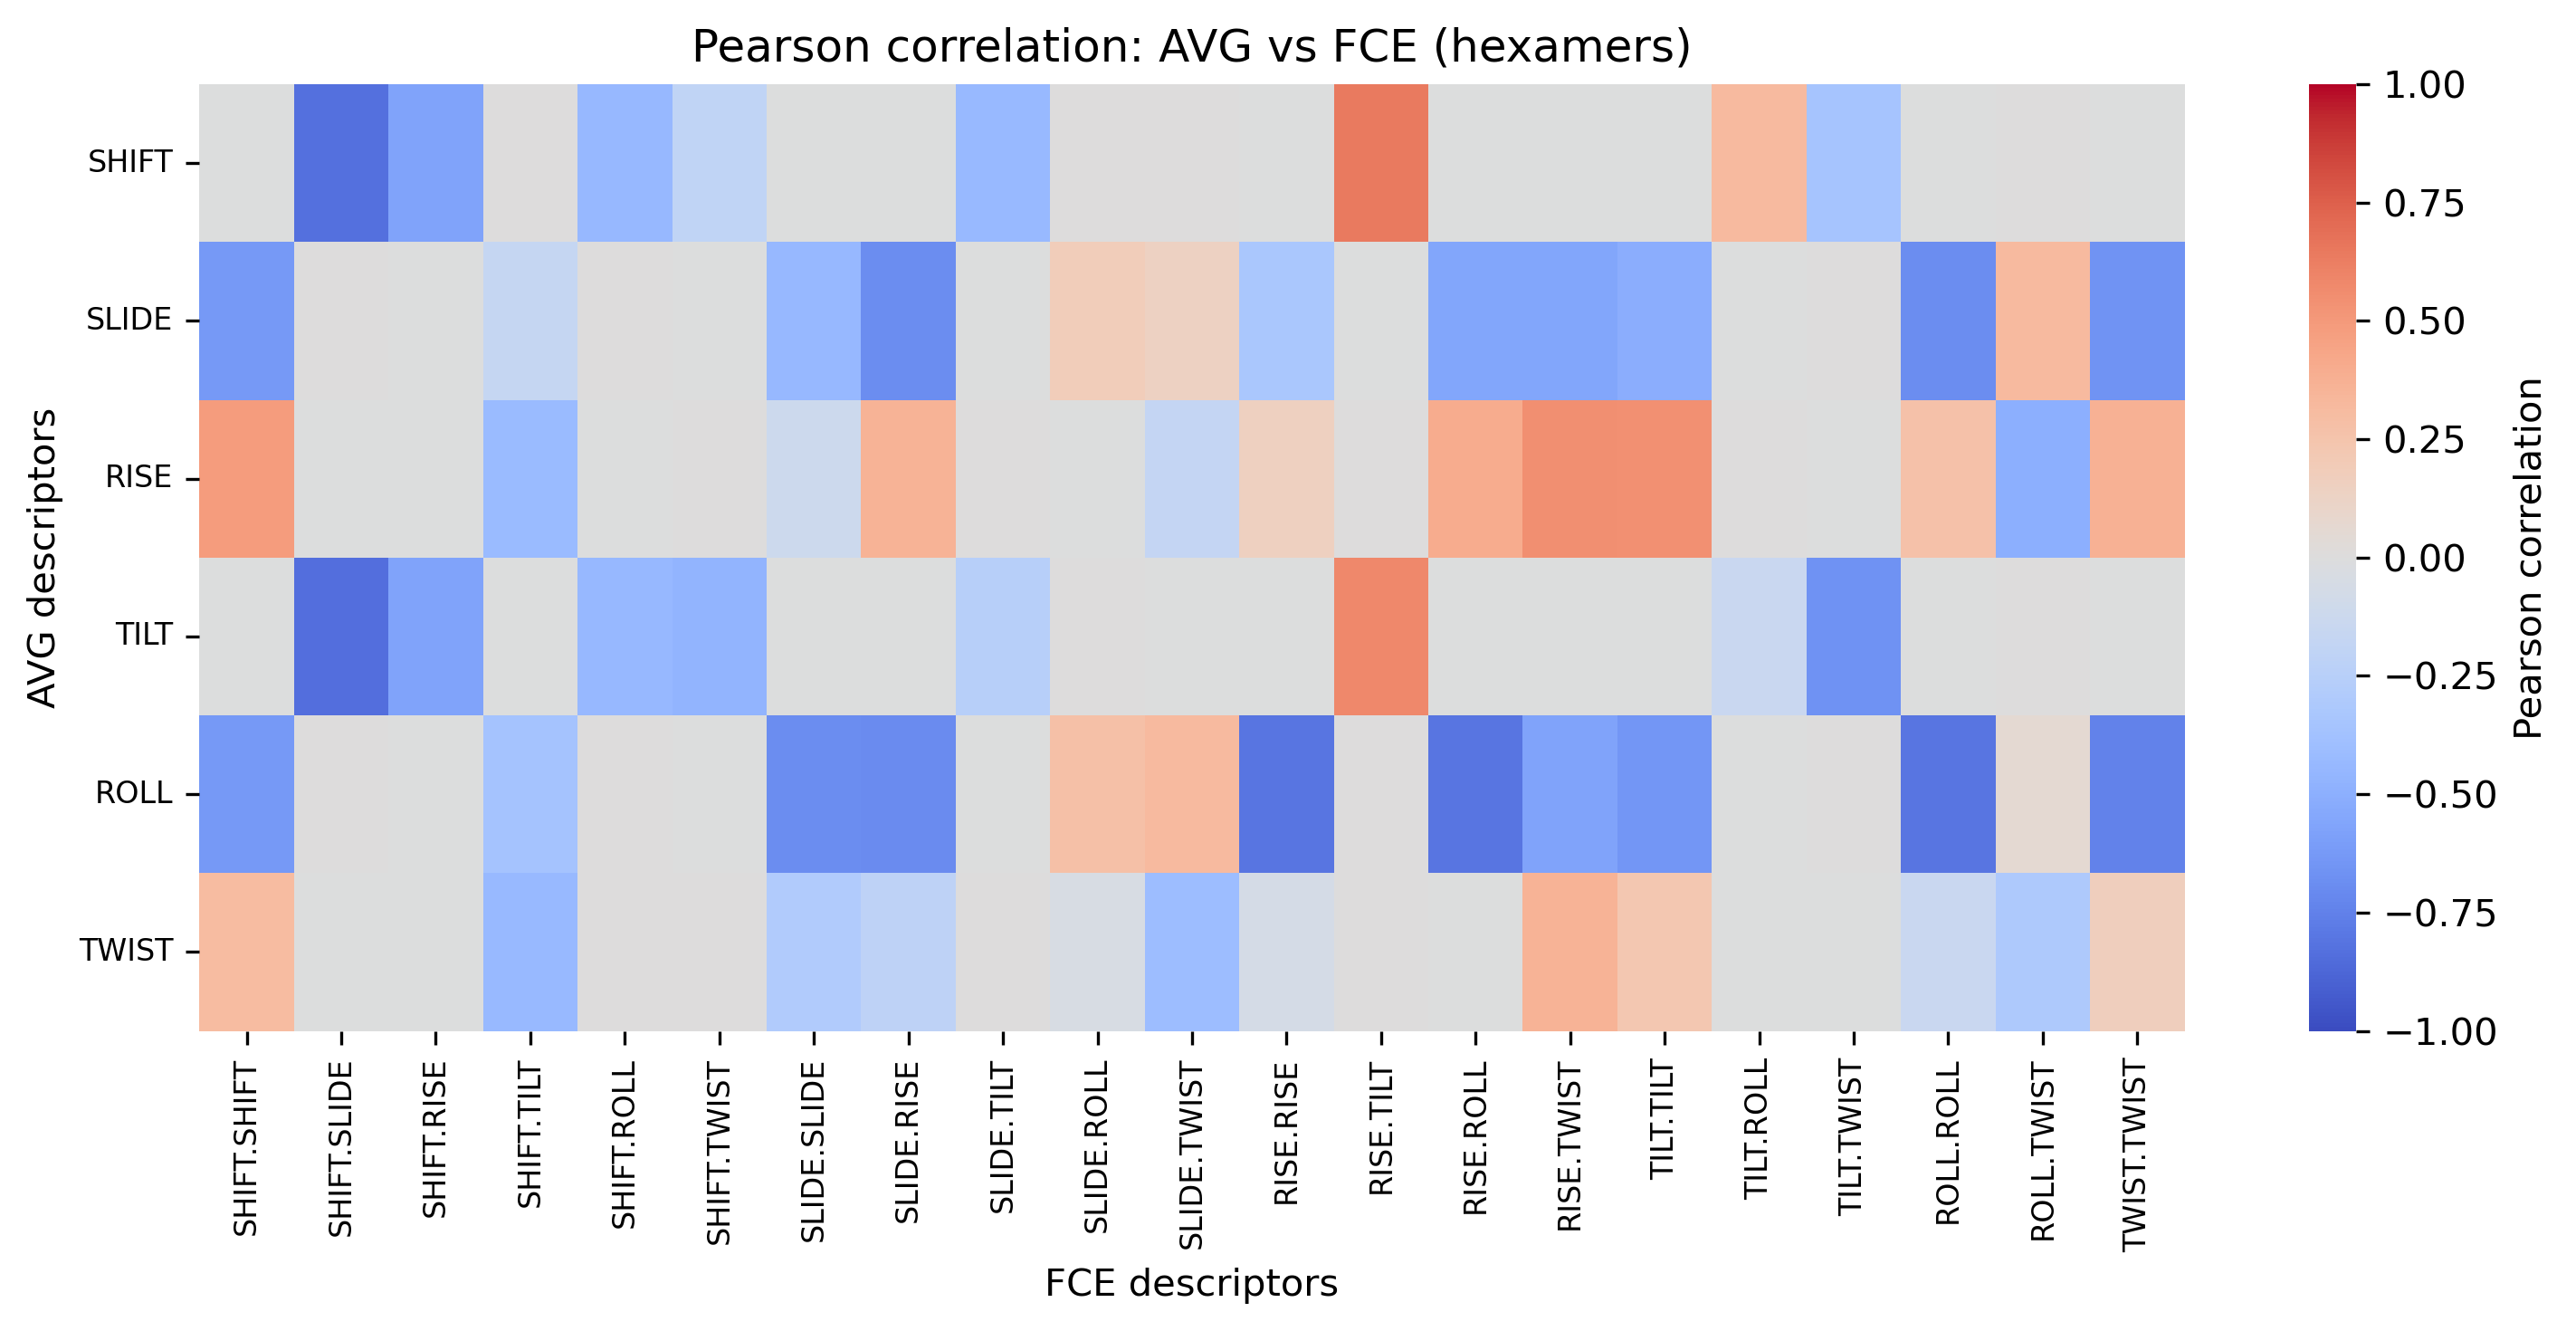 Pearson correlation: AVG vs FCE (hexamers)
AVG descriptors
SHIFT
SLIDE
RISE
TILT
ROLL
TWIST
SHIFT.SHIFT
SHIFT.SLIDE
SHIFT.RISE
SHIFT.TILT
SHIFT.ROLL
SHIFT.TWIST
SLIDE.SLIDE
SLIDE.RISE
SLIDE.TILT
SLIDE.ROLL
SLIDE.TWIST
RISE.RISE
RISE.TILT
RISE.ROLL
RISE.TWIST
TILT.TILT
TILT.ROLL
TILT.TWIST
ROLL.ROLL
ROLL.TWIST
TWIST.TWIST
FCE descriptors
1.00
0.75
0.50
0.25
0.00
−0.25
−0.50
−0.75
−1.00
Pearson correlation